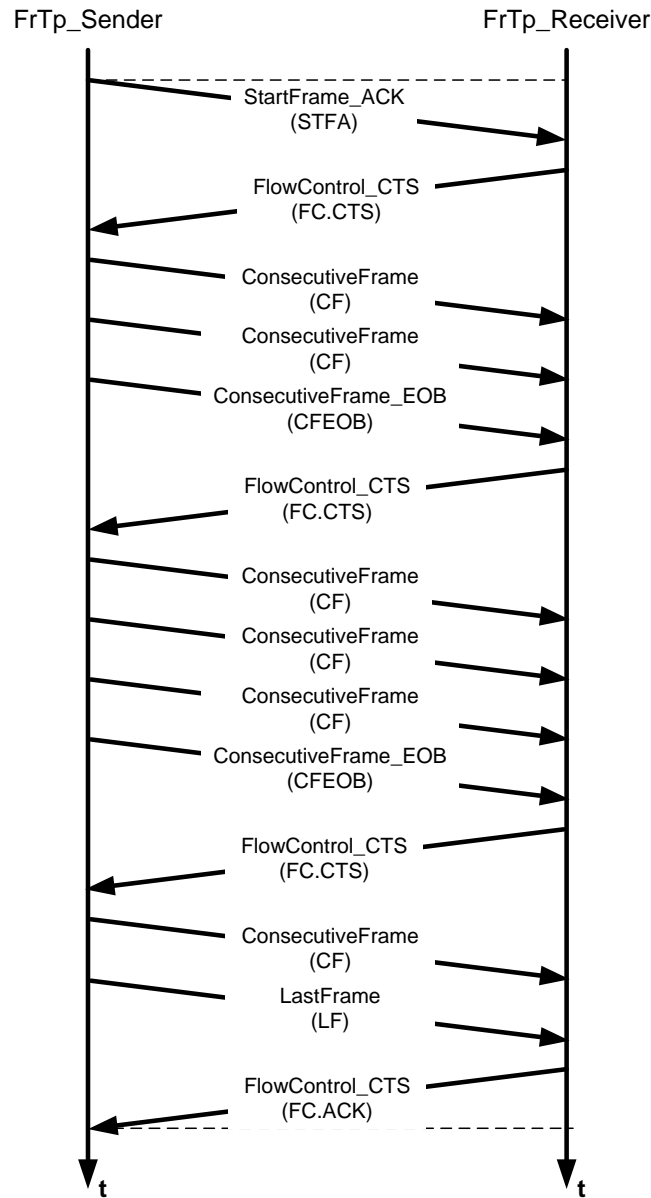 FrTp_Sender
FrTp_Receiver
StartFrame_ACK
(STFA)
FlowControl_CTS
(FC.CTS)
ConsecutiveFrame
(CF)
ConsecutiveFrame
(CF)
ConsecutiveFrame_EOB
(CFEOB)
FlowControl_CTS
(FC.CTS)
ConsecutiveFrame
(CF)
ConsecutiveFrame
(CF)
ConsecutiveFrame
(CF)
ConsecutiveFrame_EOB
(CFEOB)
FlowControl_CTS
(FC.CTS)
ConsecutiveFrame
(CF)
LastFrame
(LF)
FlowControl_CTS
(FC.ACK)
t
t